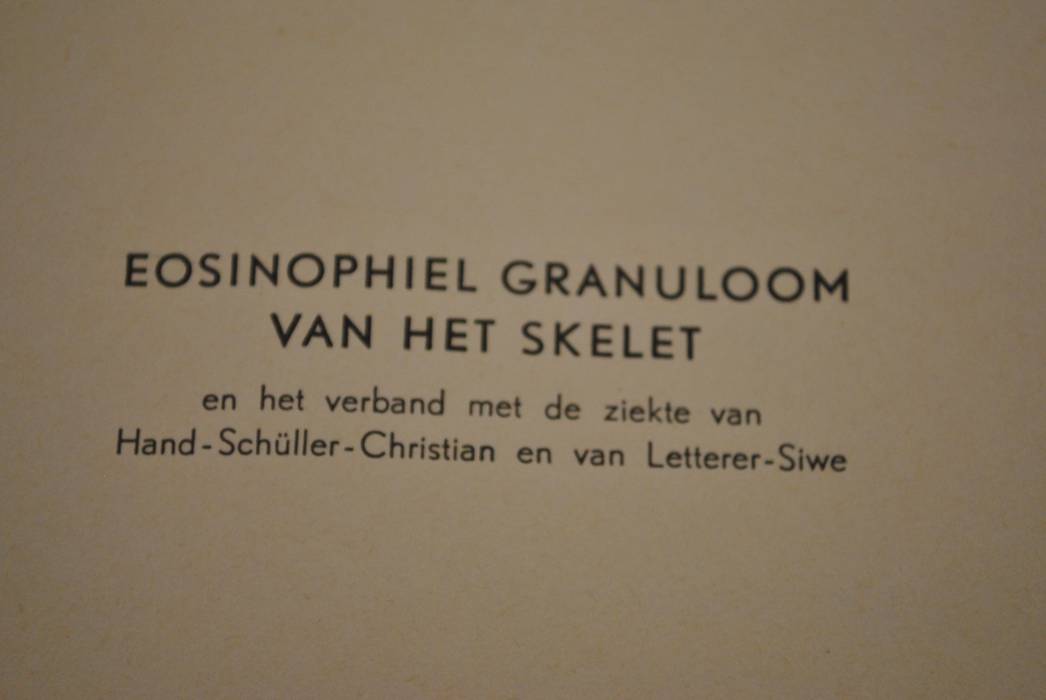 EOSINOPHIEL GRANULOOM
VAN HET SKELET
en het verband met de ziekte van
Hand-Schüller-Christian en van Letterer-Siwe